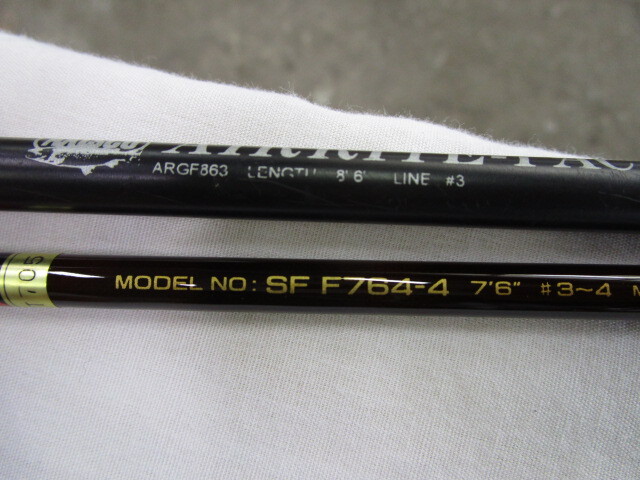 ARGF863 LENGTH 8' 6' LINE #3
MODEL NO: SF F764-4 7'6" #3~4